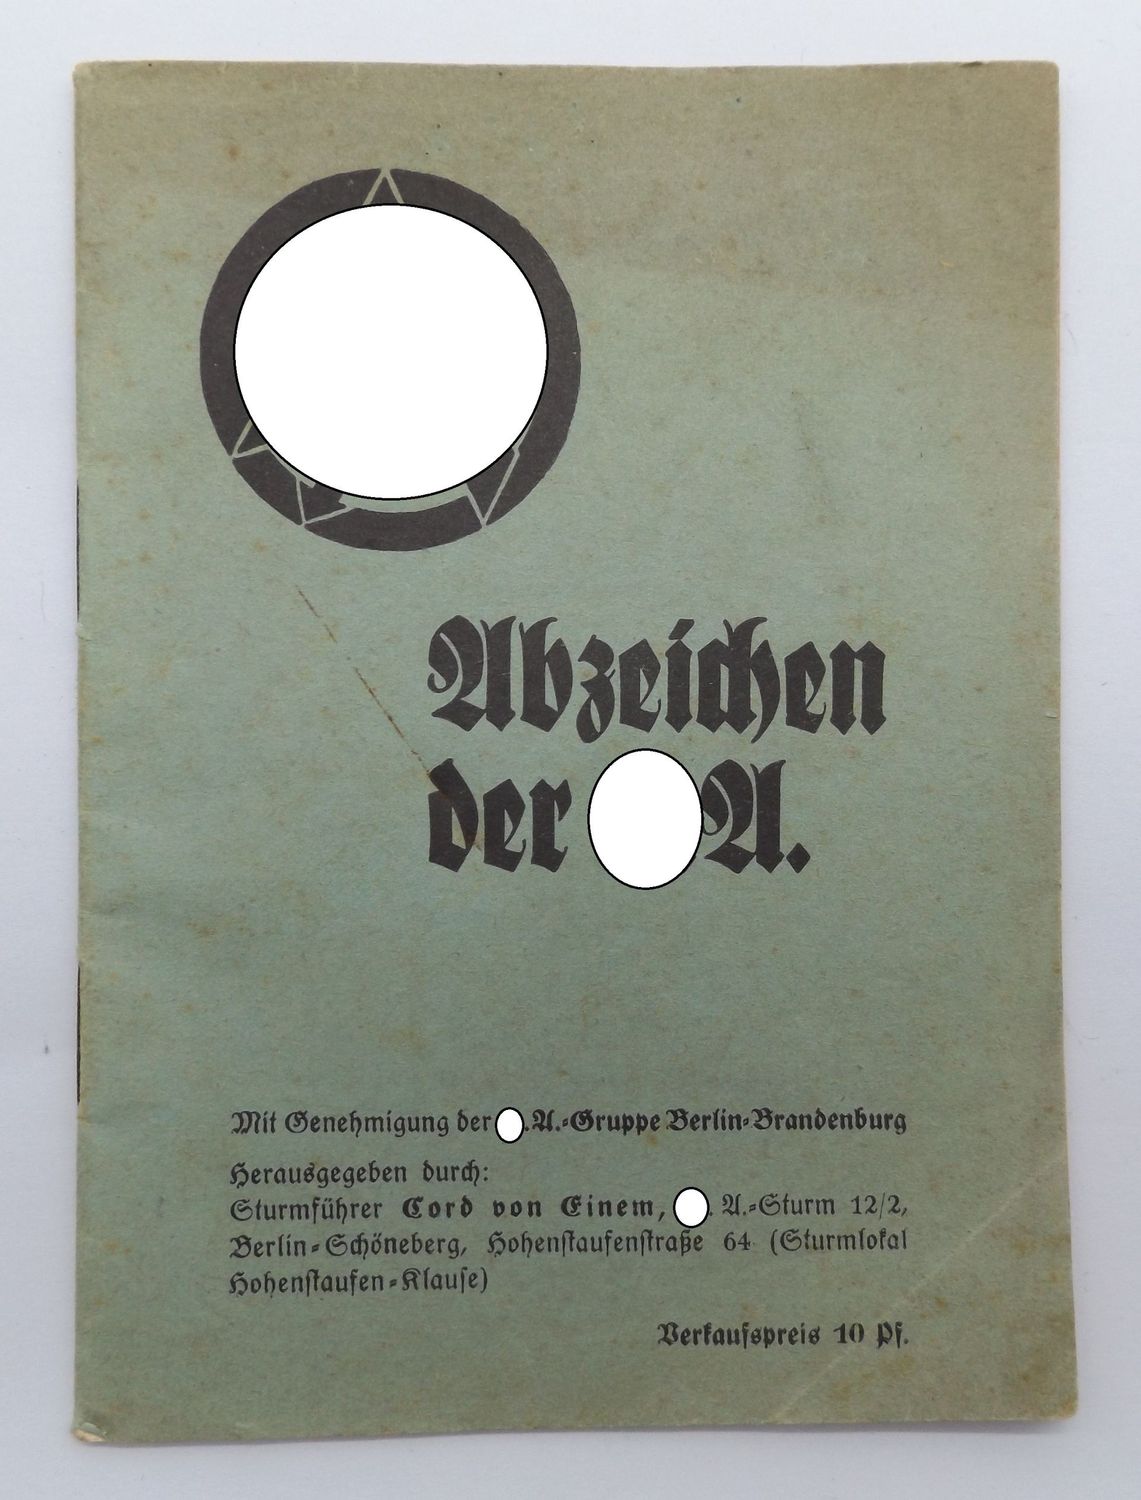 Abzeichen
der A.
Mit Genehmigung der .A.-Gruppe Berlin-Brandenburg
Herausgegeben durch:
Sturmführer Cord von Einem, . A.-Sturm 12/2,
Berlin-Schöneberg, Hohenstaufenstraße 64 (Sturmlokal
Hohenstaufen-Klause)
Verkaufspreis 10 Pf.